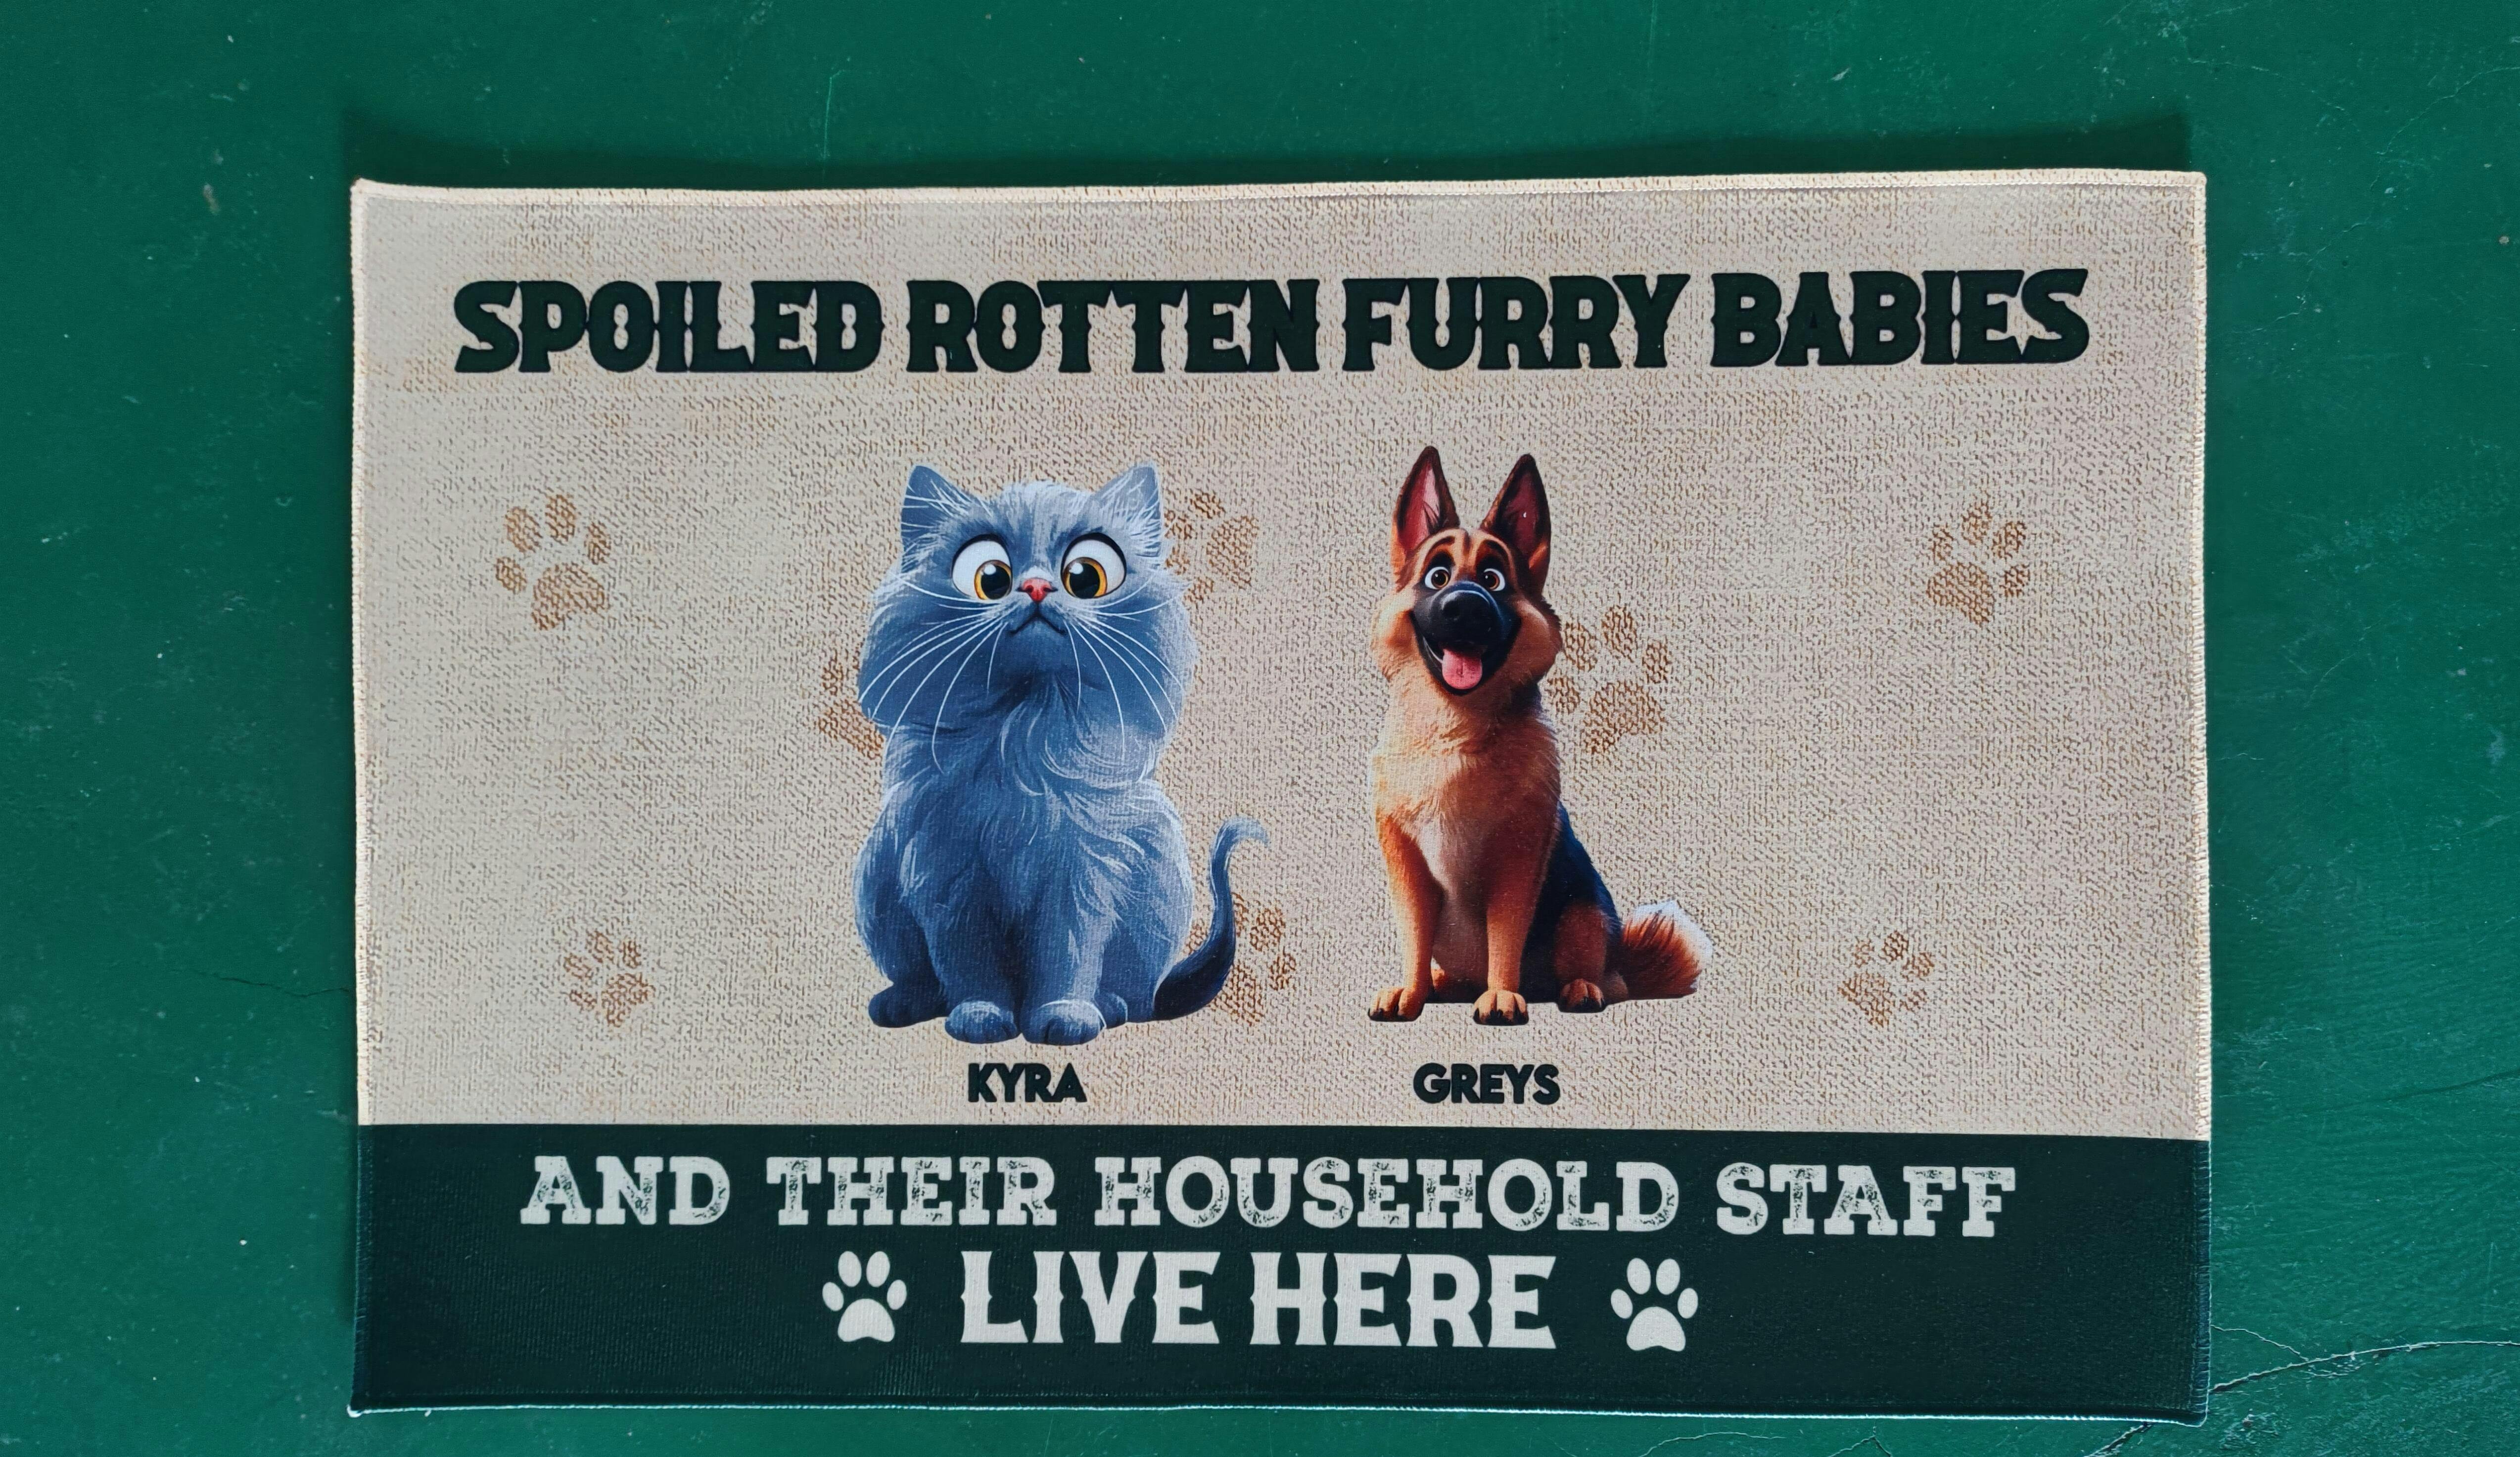 SPOILED ROTTEN FURRY BABIES
KYRA GREYS
AND THEIR HOUSEHOLD STAFF
LIVE HERE